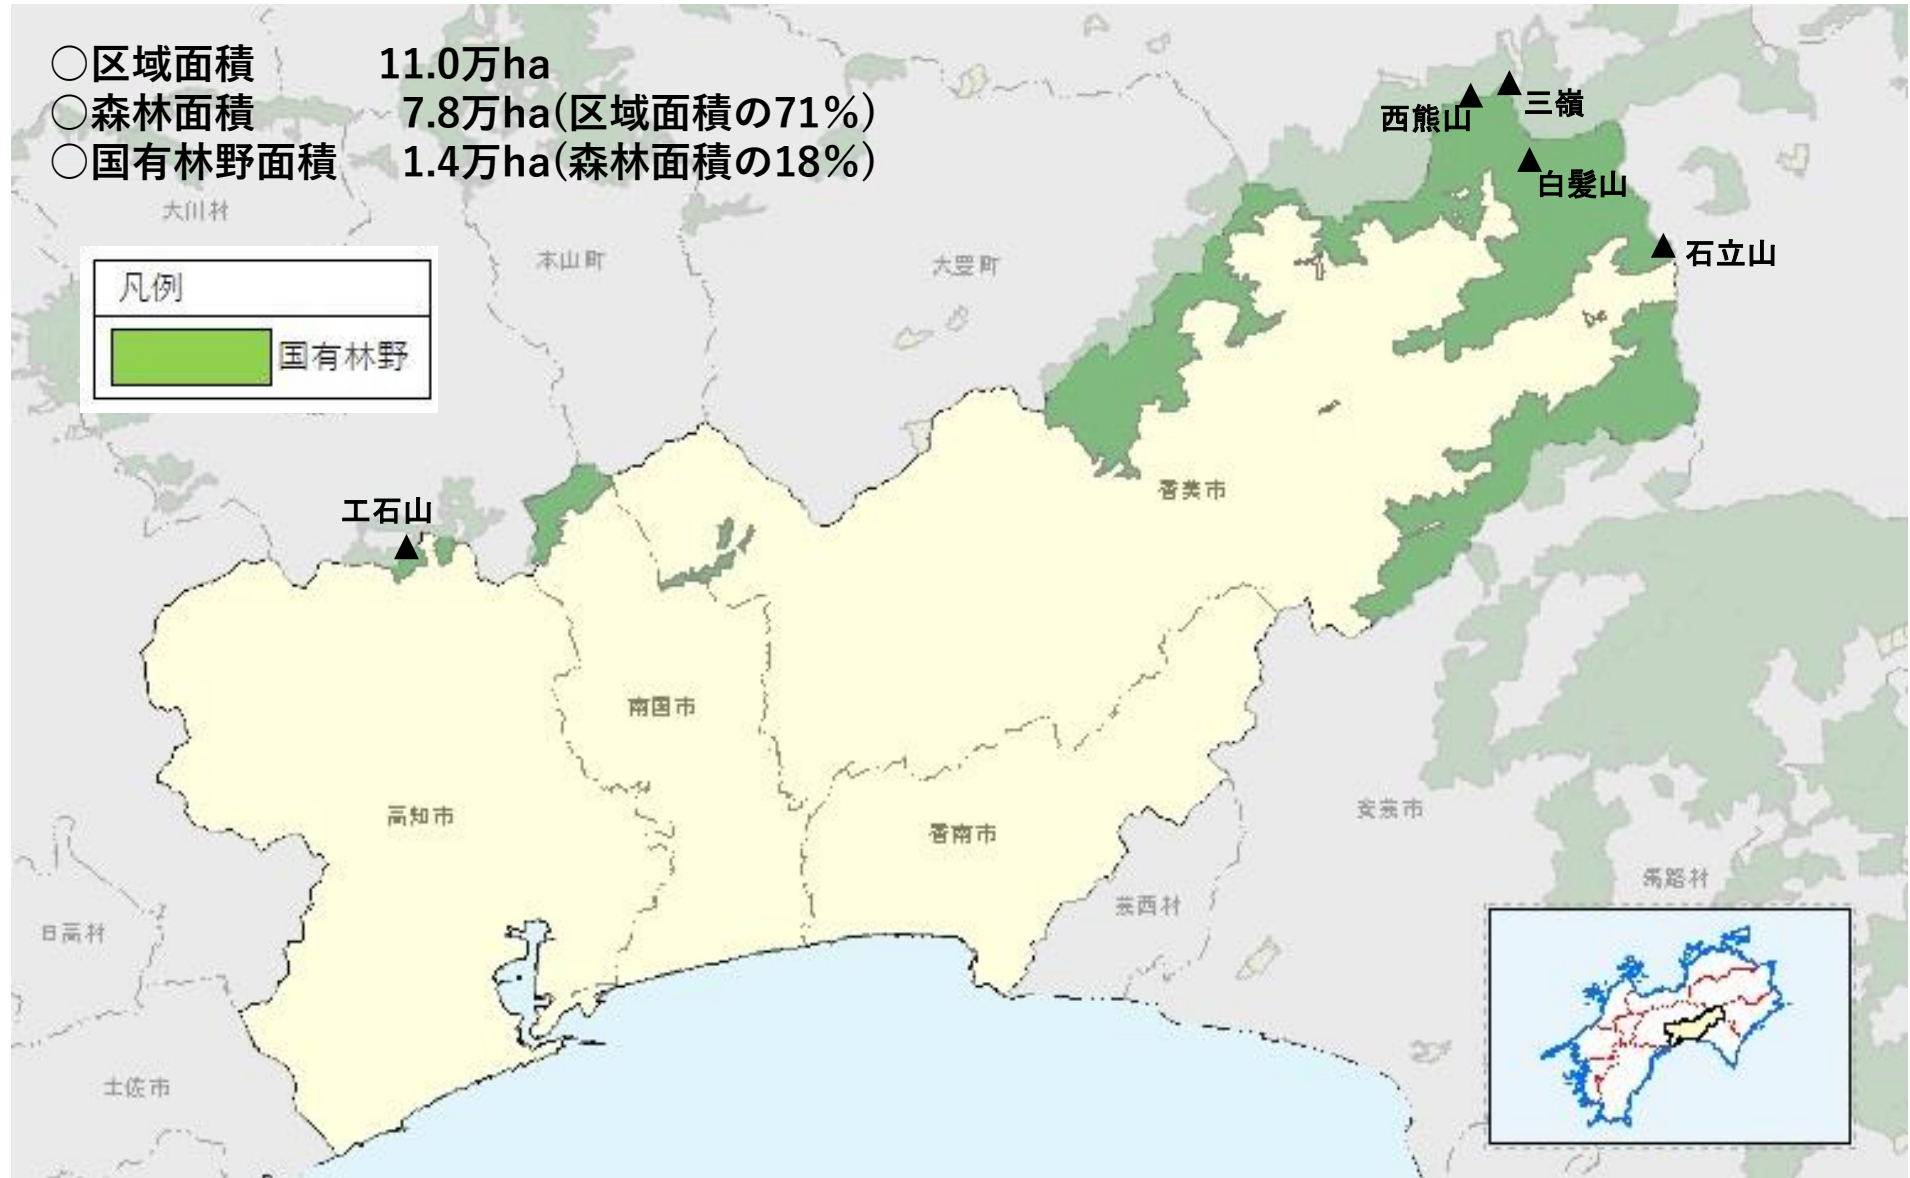 ○区域面積 11.0万ha
○森林面積 7.8万ha(区域面積の71%)
○国有林野面積 1.4万ha(森林面積の18%)
西熊山
三嶺
白髪山
石立山
大川村
本山町
大豊町
凡例
国有林野
工石山
香美市
南国市
高知市
香南市
安芸市
馬路村
芸西村
日高村
土佐市